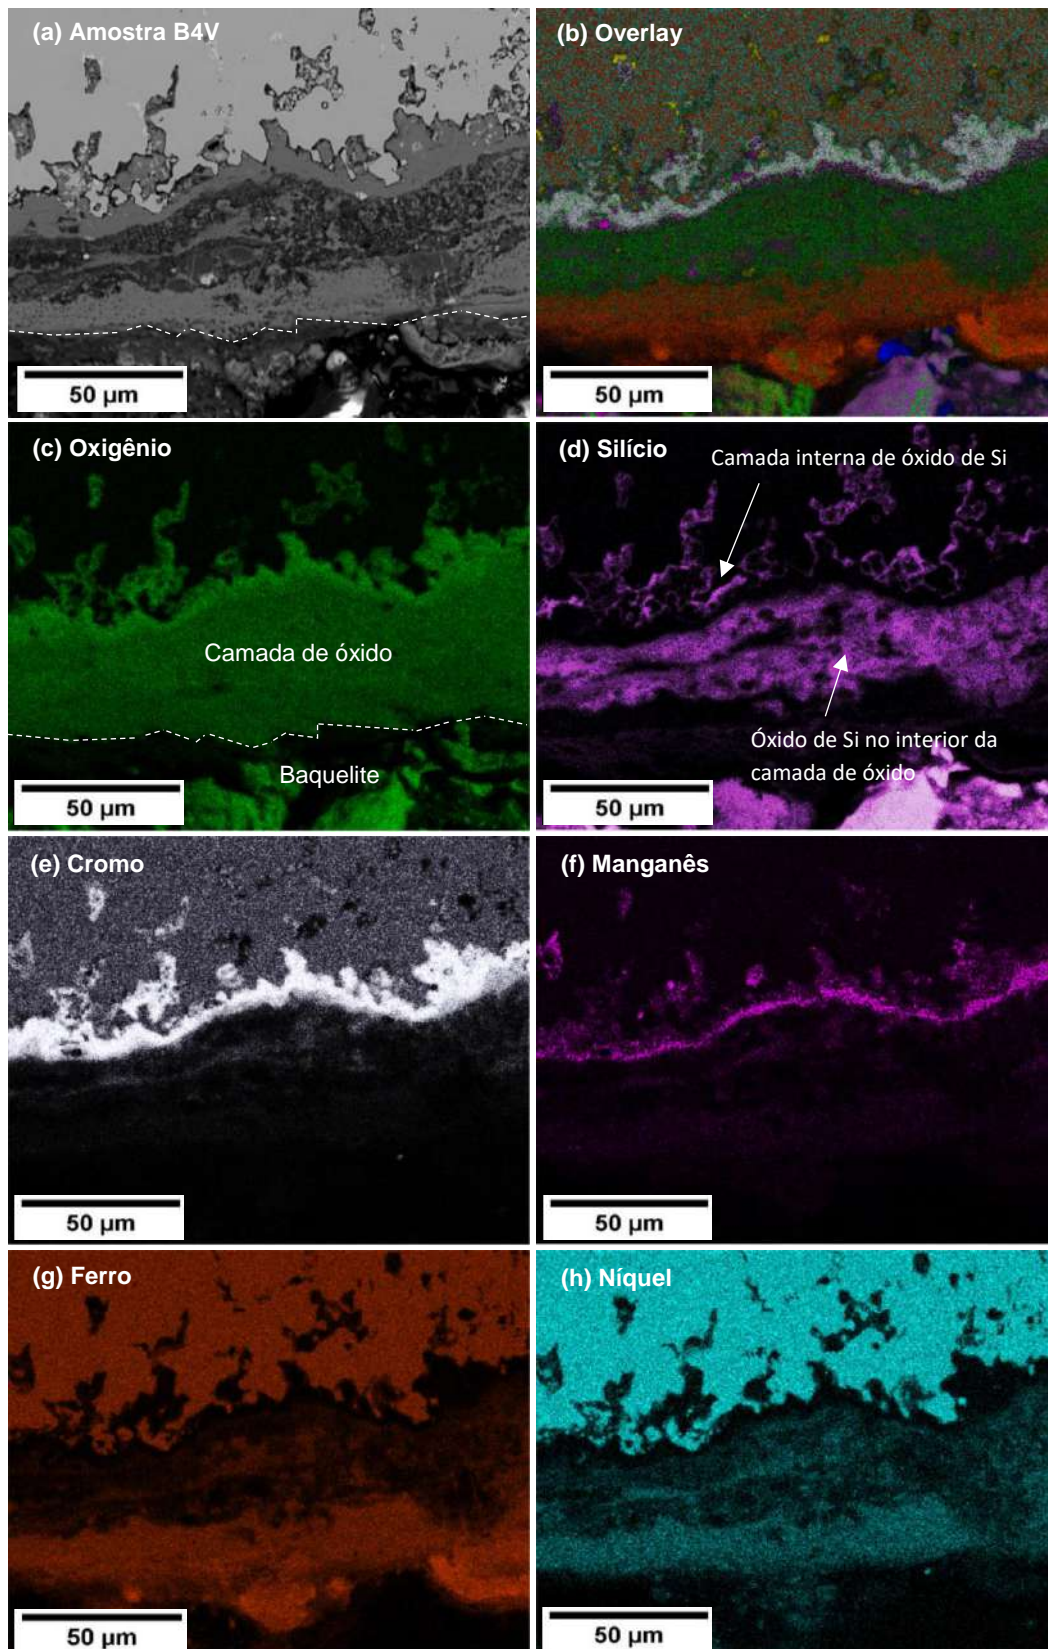 (a) Amostra B4V
50 µm
(b) Overlay
50 µm
(c) Oxigênio
Camada de óxido
Baquelite
50 µm
(d) Silício
Camada interna de óxido de Si
Óxido de Si no interior da
camada de óxido
50 µm
(e) Cromo
50 µm
(f) Manganês
50 µm
(g) Ferro
50 µm
(h) Níquel
50 µm